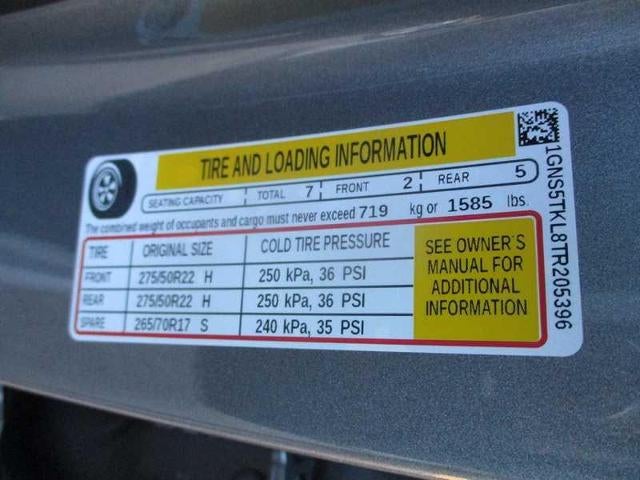 TIRE AND LOADING INFORMATION
SEATING CAPACITY TOTAL 7 FRONT 2 REAR 5
The combined weight of occupants and cargo must never exceed 719 kg or 1585 lbs.
TIRE ORIGINAL SIZE COLD TIRE PRESSURE
FRONT 275/50R22 H 250 kPa, 36 PSI
REAR 275/50R22 H 250 kPa, 36 PSI
SPARE 265/70R17 S 240 kPa, 35 PSI
SEE OWNER'S
MANUAL FOR
ADDITIONAL
INFORMATION
1GNS5TKL8TR205396